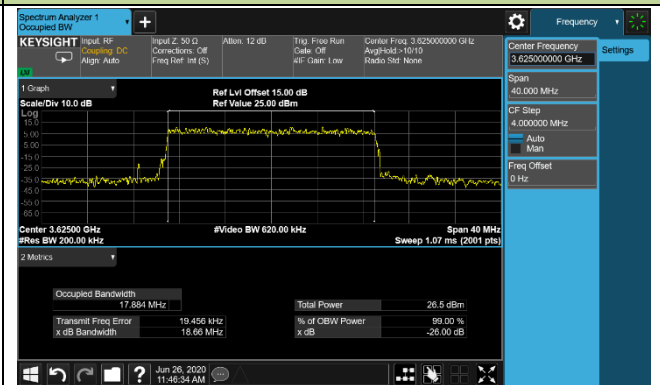 Spectrum Analyzer 1
Occupied BW
+
Frequency
KEYSIGHT
Input: RF
Coupling: DC
Align: Auto
Input Z: 50 Ω
Corrections: Off
Freq Ref: Int (S)
Atten: 12 dB
Trig: Free Run
Gate: Off
#IF Gain: Low
Center Freq: 3.625000000 GHz
Avg|Hold:>10/10
Radio Std: None
Center Frequency
3.625000000 GHz
Settings
Span
40.000 MHz
CF Step
4.000000 MHz
Auto
Man
Freq Offset
0 Hz
1 Graph
Scale/Div 10.0 dB
Ref Lvl Offset 15.00 dB
Ref Value 25.00 dBm
Log
15.0
5.00
-5.00
-15.0
-25.0
-35.0
-45.0
-55.0
-65.0
Center 3.62500 GHz
#Res BW 200.00 kHz
#Video BW 620.00 kHz
Span 40 MHz
Sweep 1.07 ms (2001 pts)
2 Metrics
Occupied Bandwidth
17.884 MHz
Total Power
26.5 dBm
Transmit Freq Error
19.456 kHz
% of OBW Power
99.00 %
x dB Bandwidth
18.66 MHz
x dB
-26.00 dB
?
Jun 26, 2020
11:46:34 AM